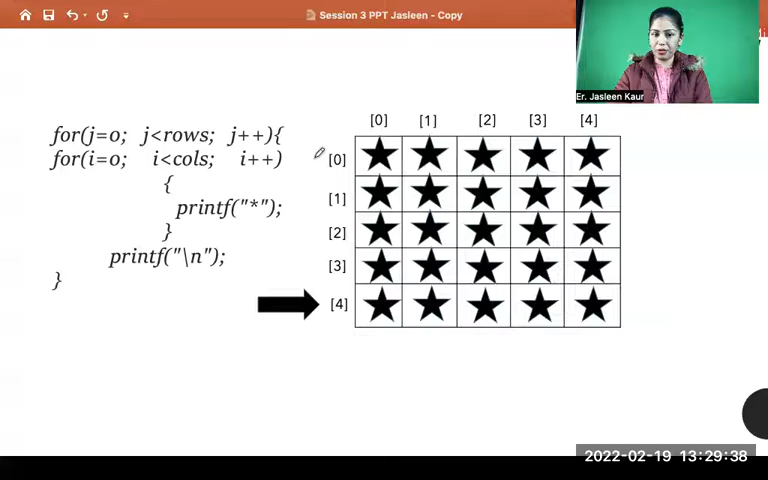 Session 3 PPT Jasleen - Copy
Er. Jasleen Kaur
for(j=o; j<rows; j++){
for(i=o; i<cols; i++)
{
printf("*");
}
printf("\n");
}
[0] [1] [2] [3] [4]
[0]
[1]
[2]
[3]
[4]
2022-02-19 13:29:38